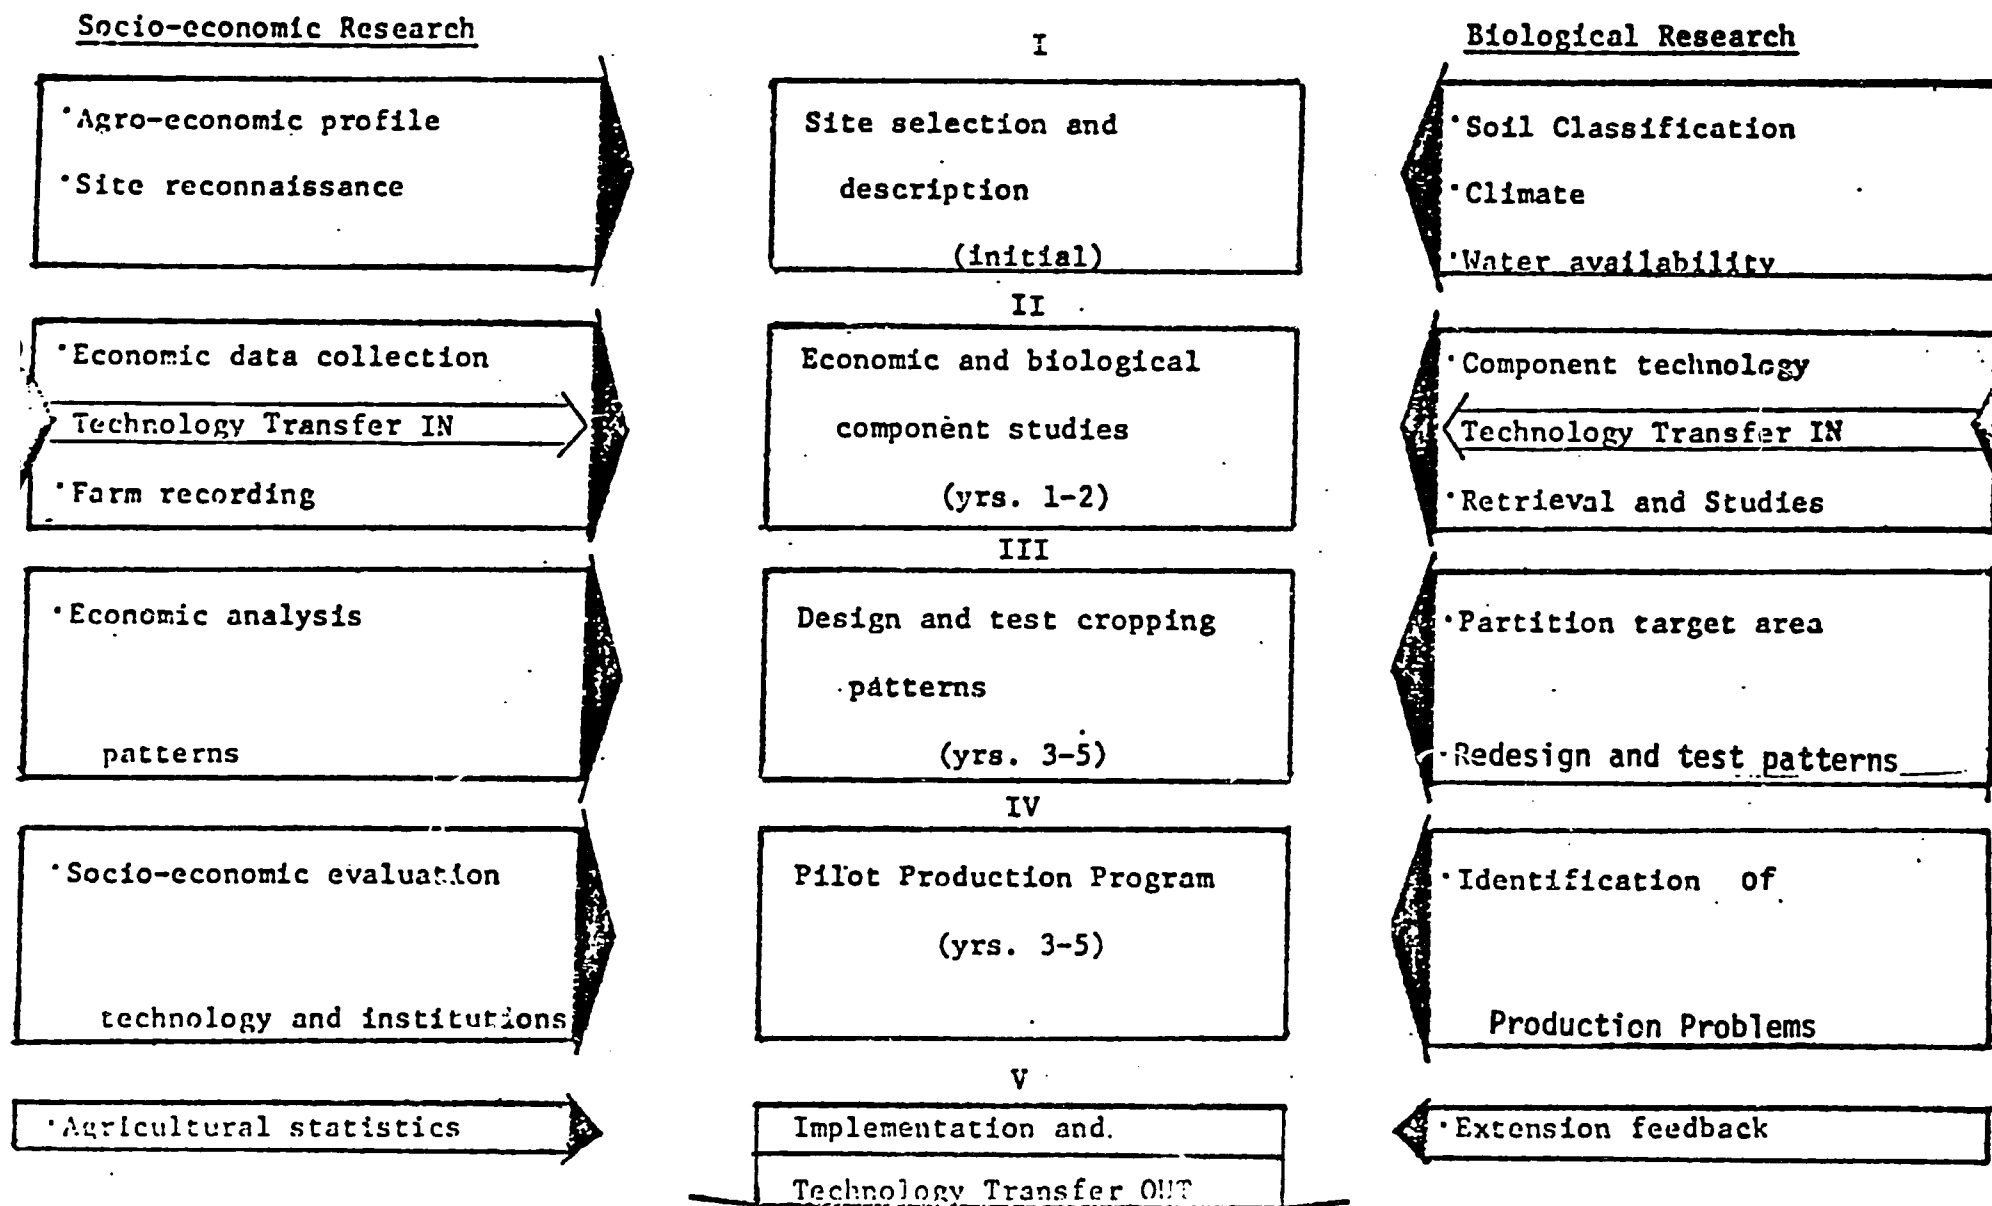 Socio-economic Research
I
Biological Research
·Agro-economic profile
·Site reconnaissance
Site selection and
description
(initial)
·Soil Classification
·Climate
·Water availability
II
·Economic data collection
Technology Transfer IN
·Farm recording
Economic and biological
component studies
(yrs. 1-2)
·Component technology
Technology Transfer IN
·Retrieval and Studies
III
·Economic analysis
patterns
Design and test cropping
patterns
(yrs. 3-5)
·Partition target area
·Redesign and test patterns
IV
·Socio-economic evaluation
technology and institutions
Pilot Production Program
(yrs. 3-5)
·Identification Of
Production Problems
V
·Agricultural statistics
Implementation and
Technology Transfer OUT
·Extension feedback